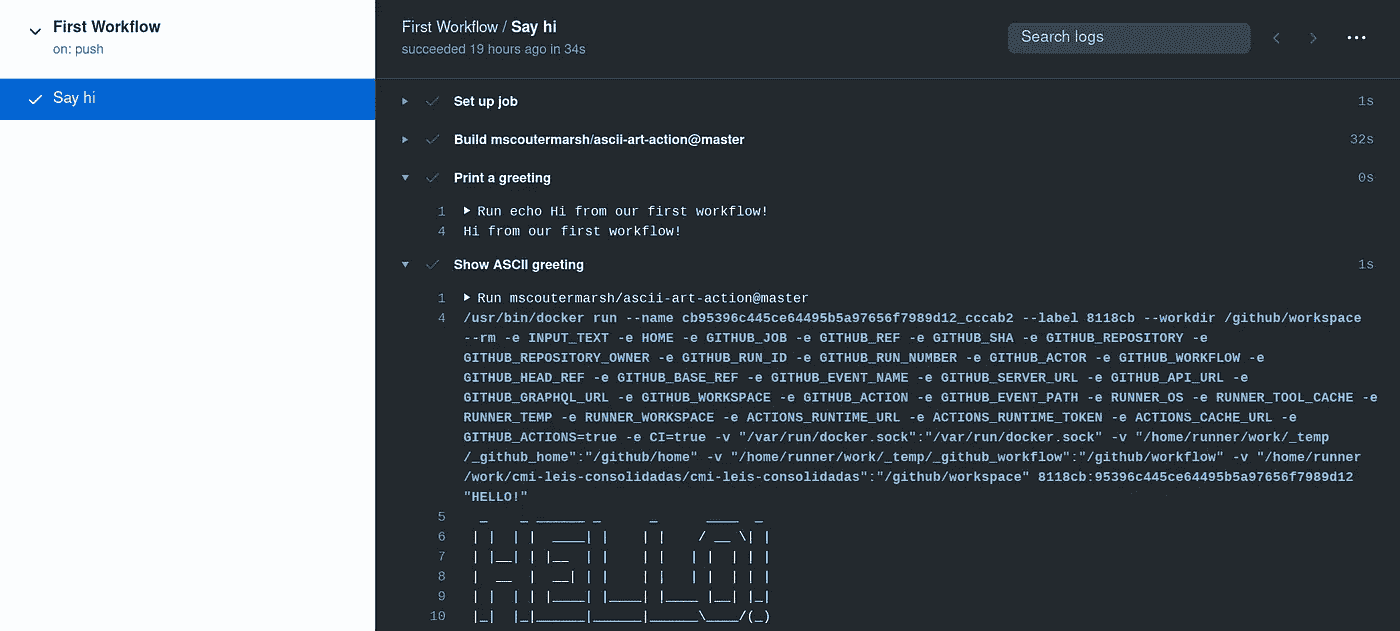 First Workflow
on: push
Say hi
First Workflow / Say hi
succeeded 19 hours ago in 34s
Search logs
Set up job 1s
Build mscoutermarsh/ascii-art-action@master 32s
Print a greeting 0s
1 Run echo Hi from our first workflow!
4 Hi from our first workflow!
Show ASCII greeting 1s
1 Run mscoutermarsh/ascii-art-action@master
4 /usr/bin/docker run --name cb95396c445ce64495b5a97656f7989d12_cccab2 --label 8118cb --workdir /github/workspace
--rm -e INPUT_TEXT -e HOME -e GITHUB_JOB -e GITHUB_REF -e GITHUB_SHA -e GITHUB_REPOSITORY -e
GITHUB_REPOSITORY_OWNER -e GITHUB_RUN_ID -e GITHUB_RUN_NUMBER -e GITHUB_ACTOR -e GITHUB_WORKFLOW -e
GITHUB_HEAD_REF -e GITHUB_BASE_REF -e GITHUB_EVENT_NAME -e GITHUB_SERVER_URL -e GITHUB_API_URL -e
GITHUB_GRAPHQL_URL -e GITHUB_WORKSPACE -e GITHUB_ACTION -e GITHUB_EVENT_PATH -e RUNNER_OS -e RUNNER_TOOL_CACHE -e
RUNNER_TEMP -e RUNNER_WORKSPACE -e ACTIONS_RUNTIME_URL -e ACTIONS_RUNTIME_TOKEN -e ACTIONS_CACHE_URL -e
GITHUB_ACTIONS=true -e CI=true -v "/var/run/docker.sock":"/var/run/docker.sock" -v "/home/runner/work/_temp
/_github_home":"/github/home" -v "/home/runner/work/_temp/_github_workflow":"/github/workflow" -v "/home/runner
/work/cmi-leis-consolidadas/cmi-leis-consolidadas":"/github/workspace" 8118cb:95396c445ce64495b5a97656f7989d12
"HELLO!"
5  _    _ ______ _      _      ____  _
6 | |  | |  ____| |    | |    / __ \| |
7 | |__| | |__  | |    | |   | |  | | |
8 |  __  |  __| | |    | |   | |  | | |
9 | |  | | |____| |____| |____ |__| |_|
10 |_|  |_|______|______|______\____/(_)